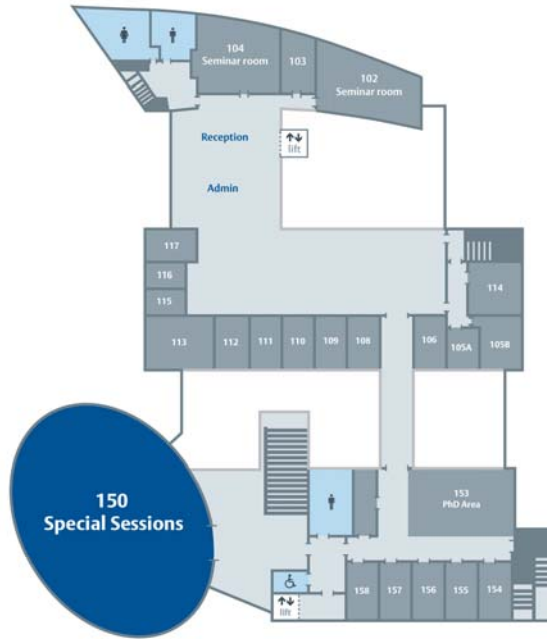 104
Seminar room
103
102
Seminar room
Reception
lift
Admin
117
116
115
114
113
112
111
110
109
108
106
105A
105B
150
Special Sessions
153
PhD Area
lift
158
157
156
155
154